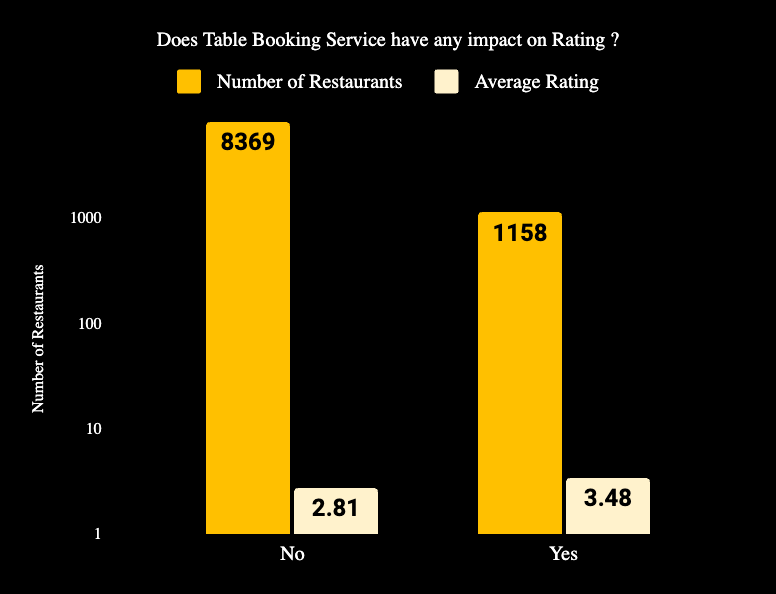 Does Table Booking Service have any impact on Rating ?
Number of Restaurants
Average Rating
8369
1158
1000
100
10
1
Number of Restaurants
2.81
3.48
No
Yes